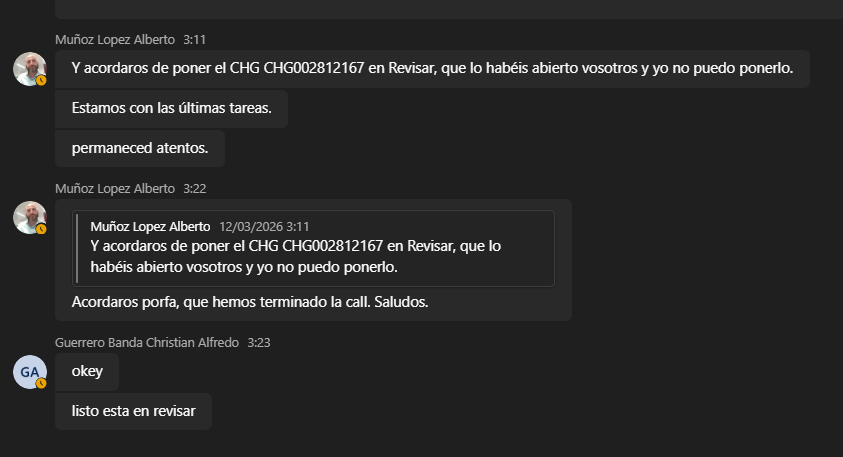 Muñoz Lopez Alberto 3:11
Y acordaros de poner el CHG CHG002812167 en Revisar, que lo habéis abierto vosotros y yo no puedo ponerlo.
Estamos con las últimas tareas.
permaneced atentos.
Muñoz Lopez Alberto 3:22
Muñoz Lopez Alberto 12/03/2026 3:11
Y acordaros de poner el CHG CHG002812167 en Revisar, que lo
habéis abierto vosotros y yo no puedo ponerlo.
Acordaros porfa, que hemos terminado la call. Saludos.
Guerrero Banda Christian Alfredo 3:23
GA
okey
listo esta en revisar